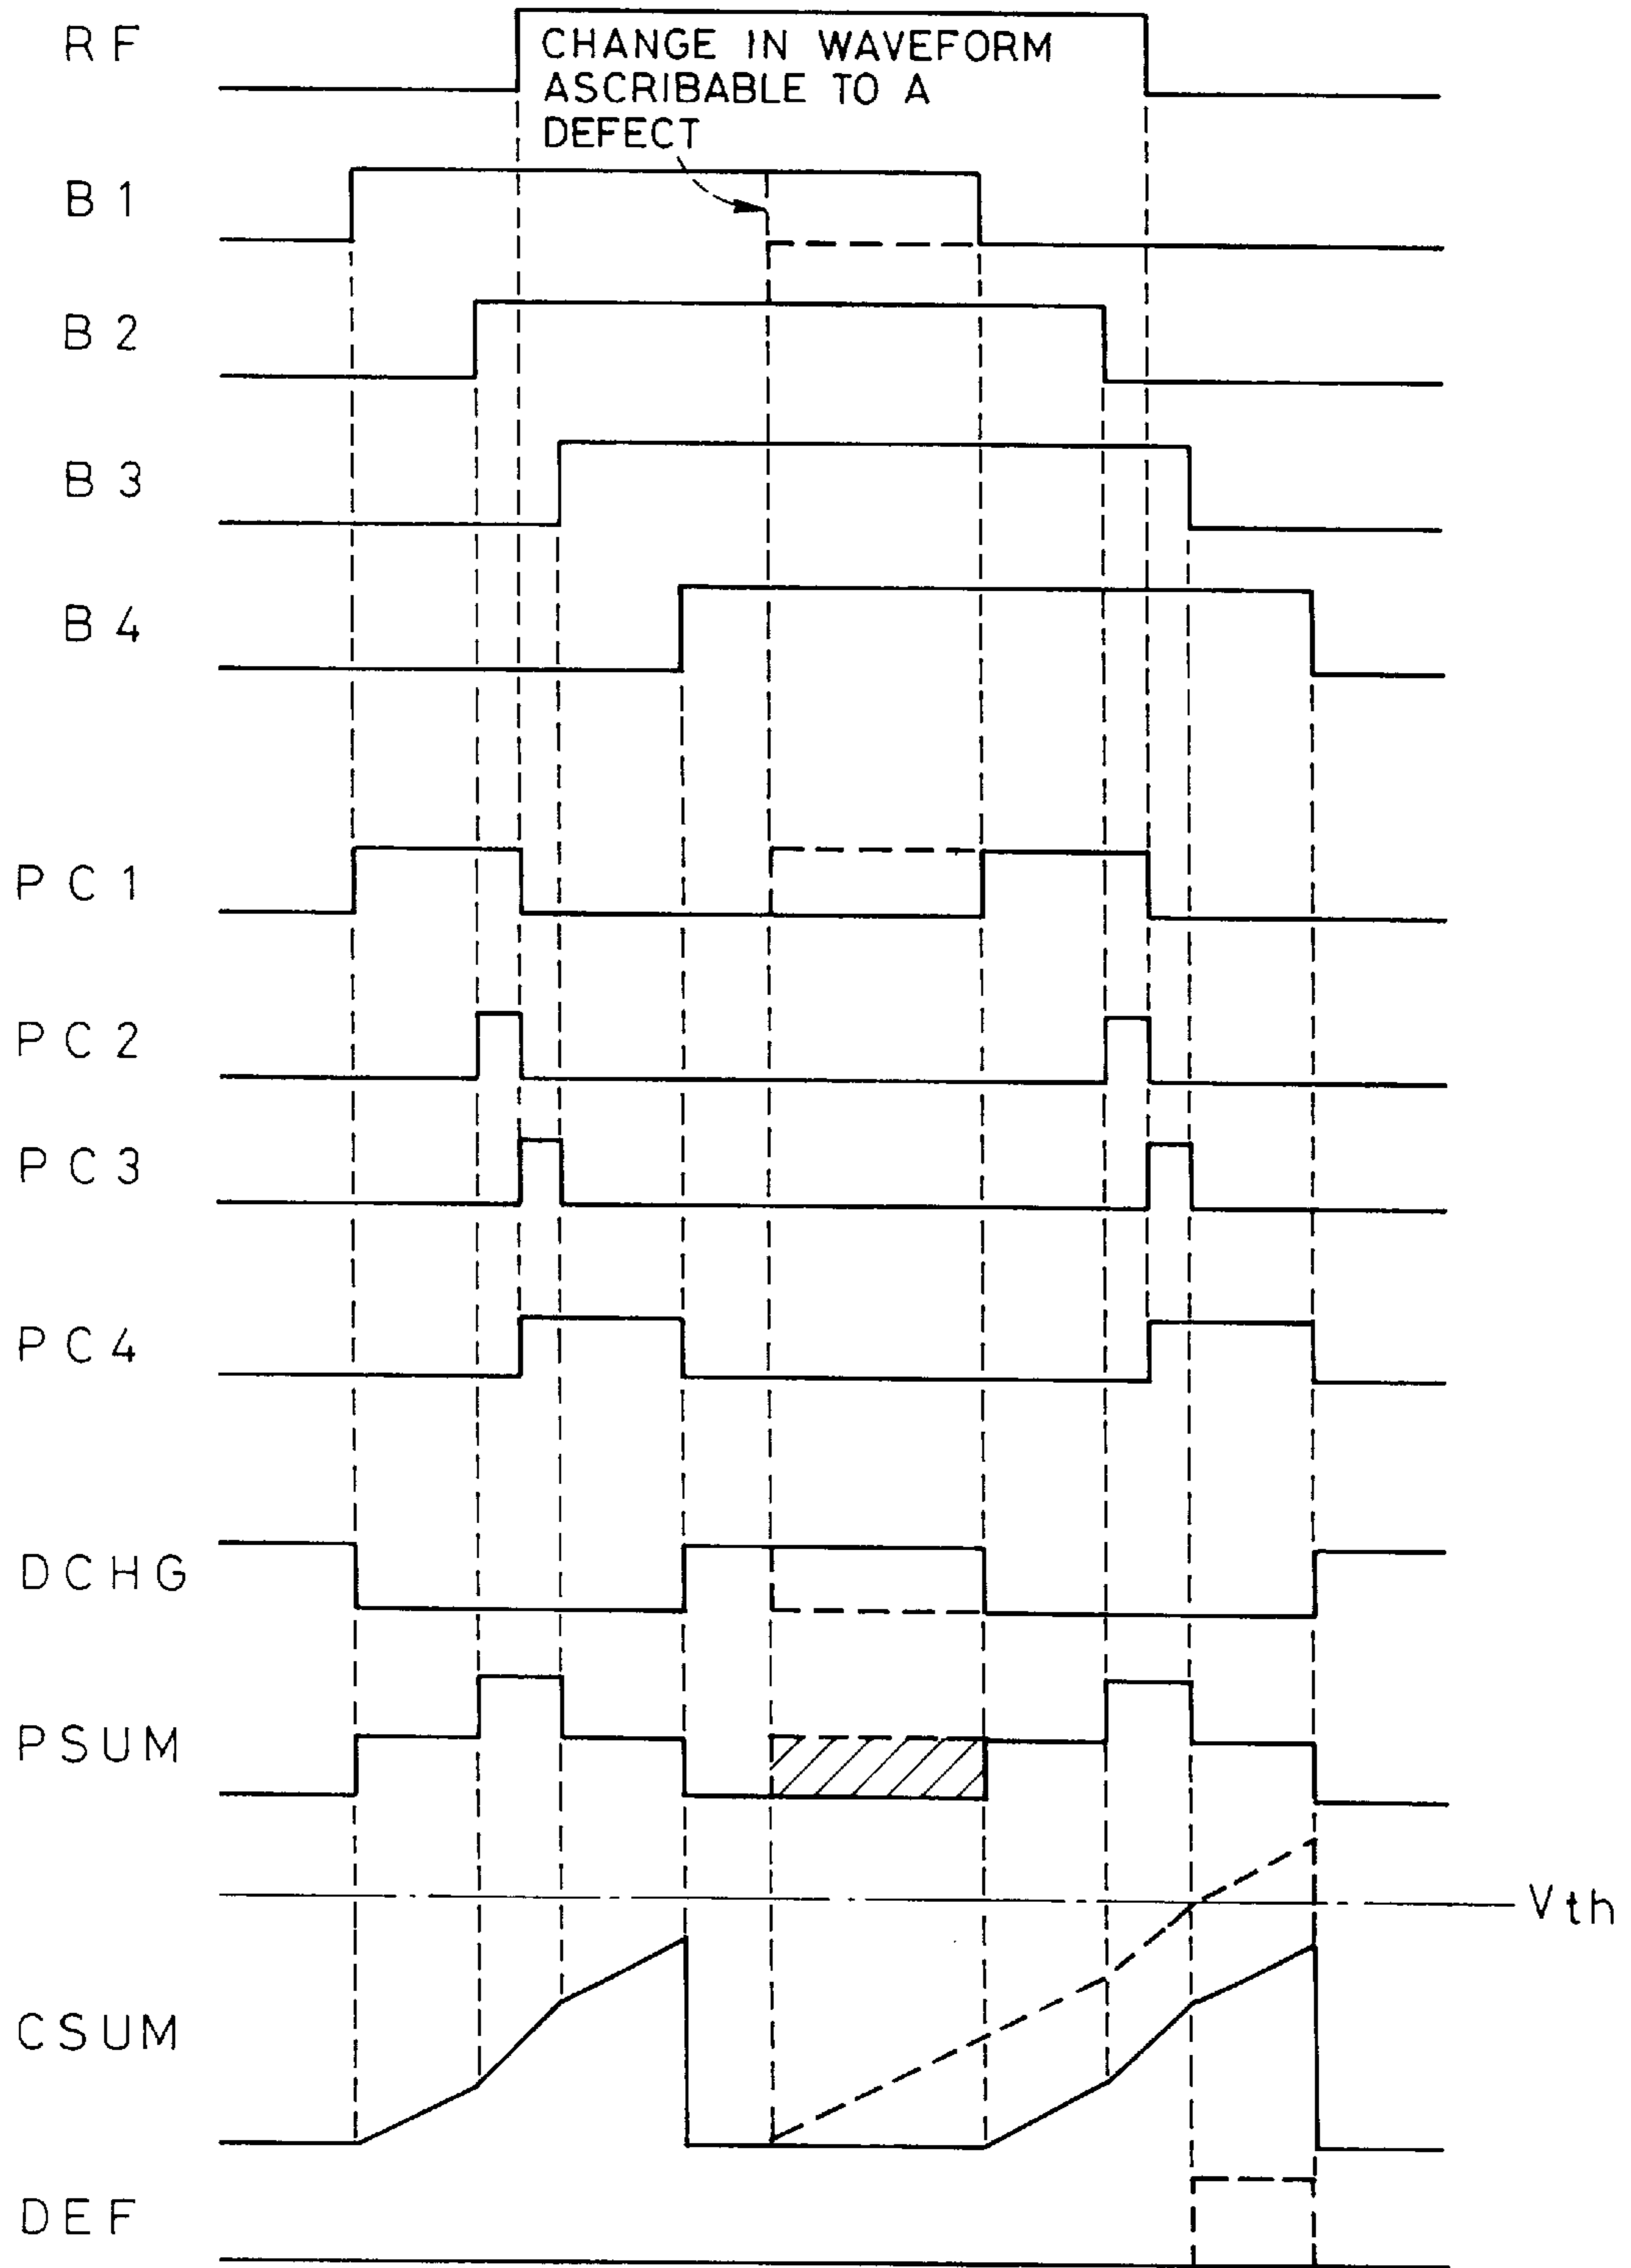 RF
CHANGE IN WAVEFORM
ASCRIBABLE TO A
DEFECT
B1
B2
B3
B4
PC1
PC2
PC3
PC4
DCHG
PSUM
Vth
CSUM
DEF